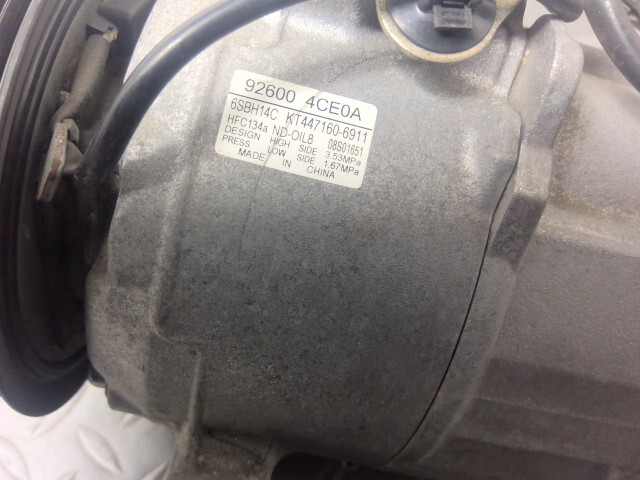 92600 4CE0A
6SBH14C KT447160-6911
HFC134a ND-OIL8 08S01651
DESIGN HIGH SIDE 3.53MPa
PRESS LOW SIDE 1.67MPa
MADE IN CHINA